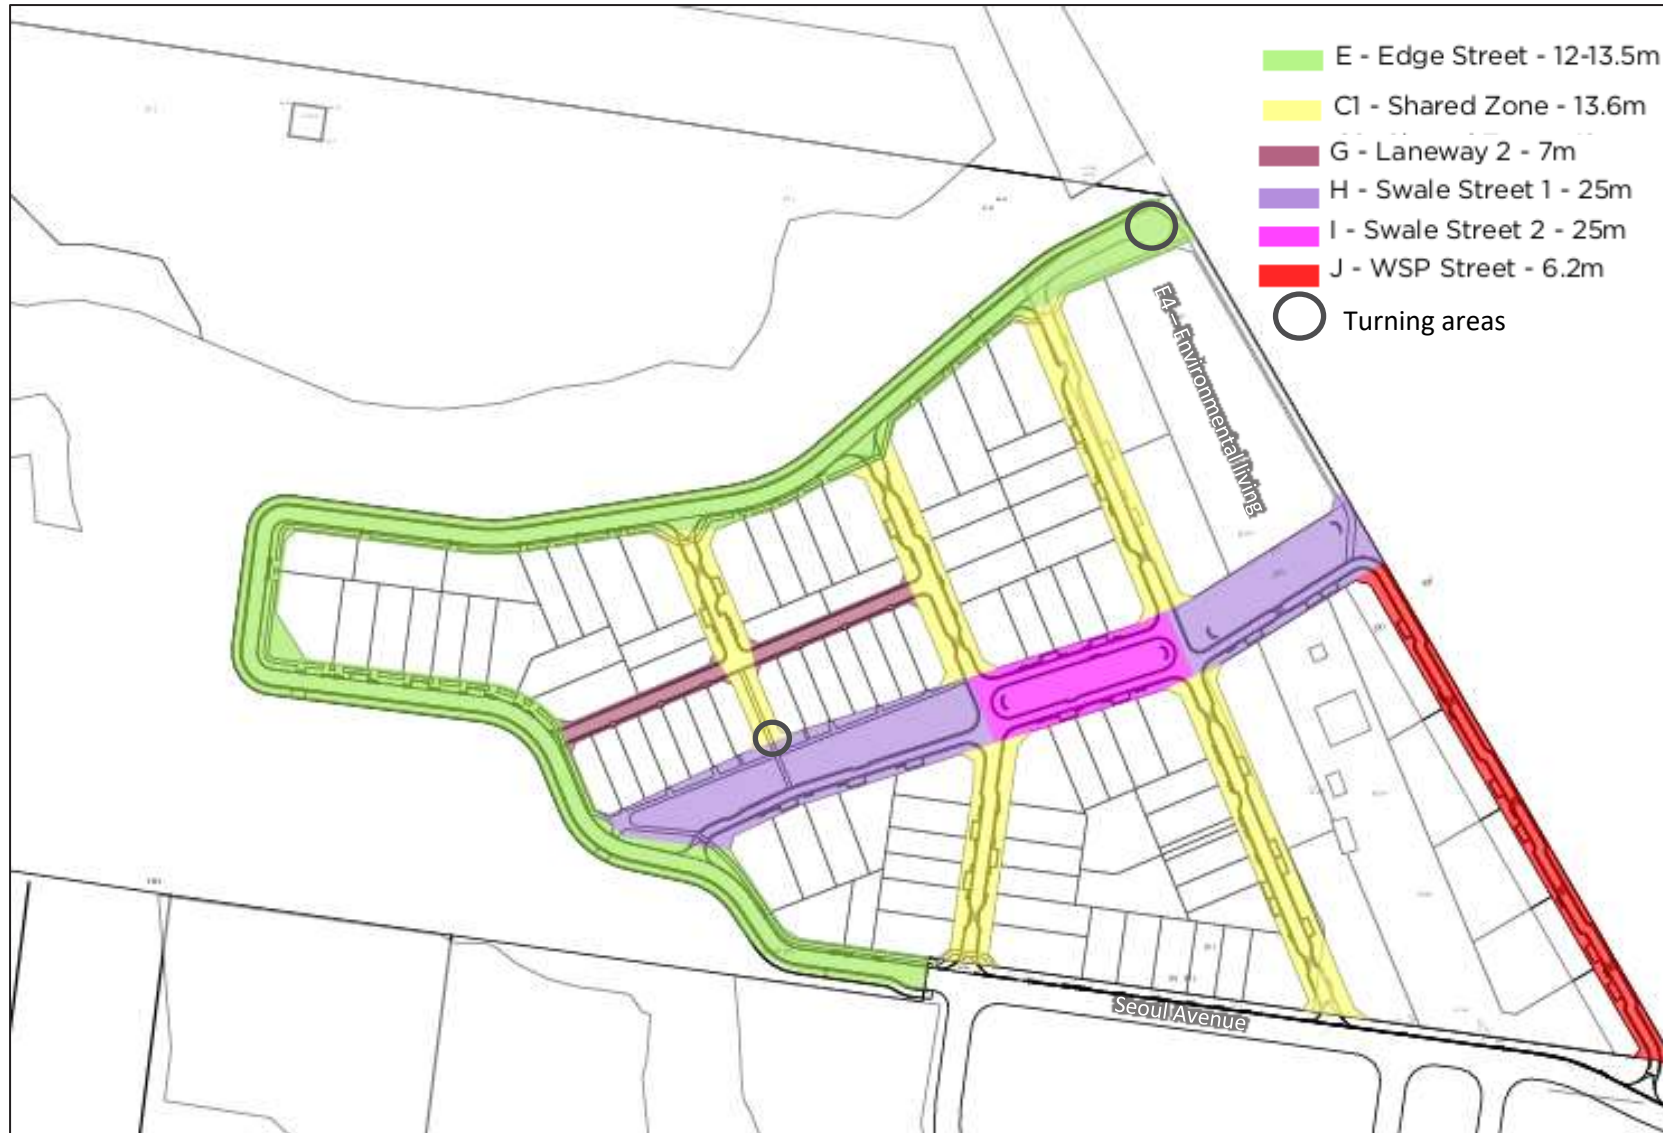 E - Edge Street - 12-13.5m
C1 - Shared Zone - 13.6m
G - Laneway 2 - 7m
H - Swale Street 1 - 25m
I - Swale Street 2 - 25m
J - WSP Street - 6.2m
Turning areas
E4 – Environmental living
Seoul Avenue